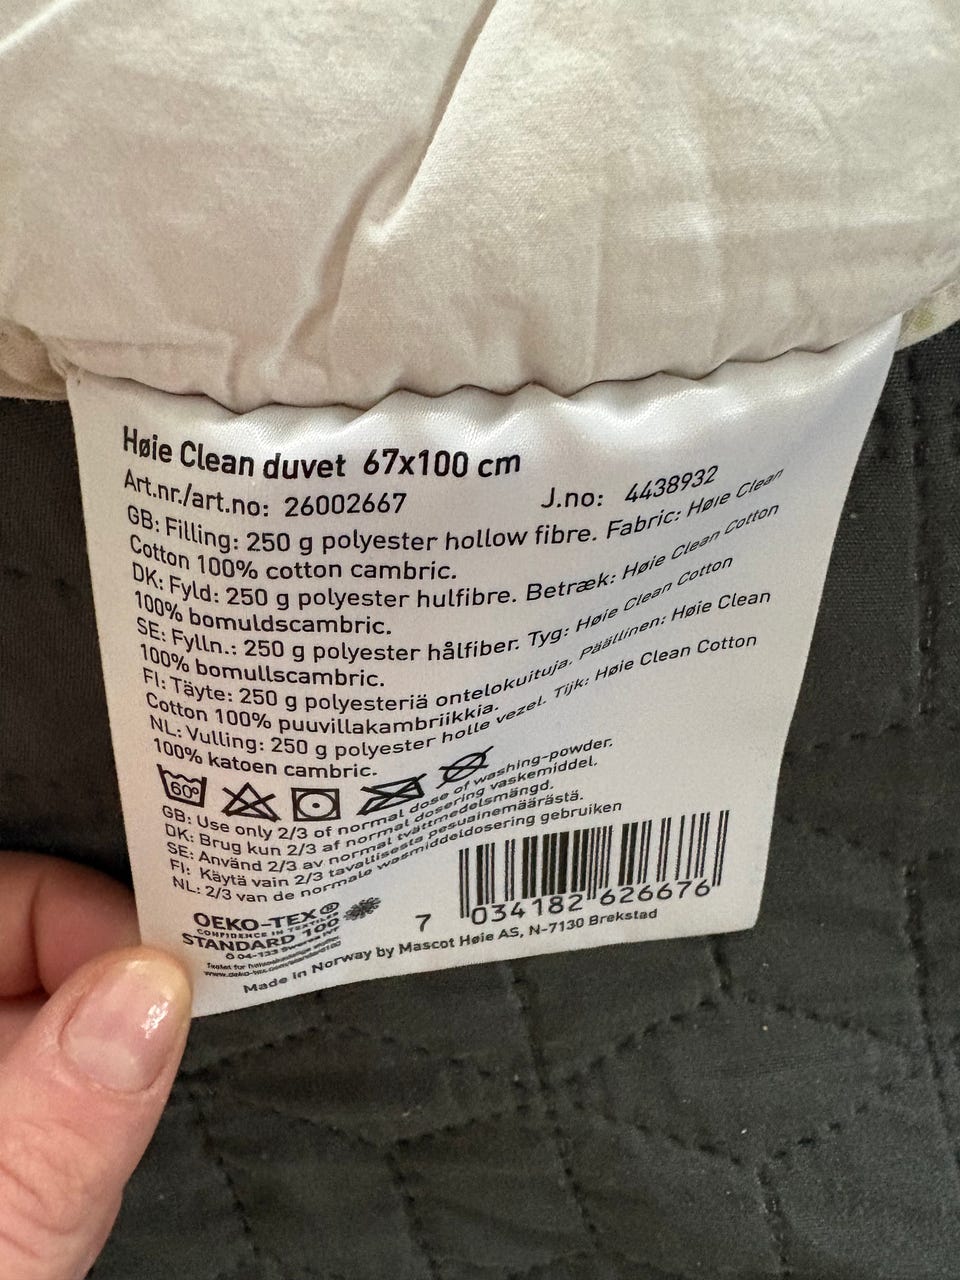 Høie Clean duvet 67x100 cm
Art.nr./art.no: 26002667 J.no: 4438932
GB: Filling: 250 g polyester hollow fibre. Fabric: Høie Clean
Cotton 100% cotton cambric.
DK: Fyld: 250 g polyester hulfibre. Betræk: Høie Clean Cotton
100% bomuldscambric.
SE: Fylln.: 250 g polyester hålfiber. Tyg: Høie Clean Cotton
100% bomullscambric.
FI: Täyte: 250 g polyesteriä ontelokuituja. Päällinen: Høie Clean
Cotton 100% puuvillakambriikkia.
NL: Vulling: 250 g polyester holle vezel. Tijk: Høie Clean Cotton
100% katoen cambric.
60°
GB: Use only 2/3 of normal dose of washing-powder.
DK: Brug kun 2/3 af normal dosering vaskemiddel.
SE: Använd 2/3 av normal tvättmedelsmängd.
FI: Käytä vain 2/3 tavallisesta pesuainemäärästä.
NL: 2/3 van de normale wasmiddeldosering gebruiken
OEKO-TEX®
CONFIDENCE IN TEXTILES
STANDARD 100
www.oeko-tex.com/standard100
7 034182 626676
Made in Norway by Mascot Høie AS, N-7130 Brekstad